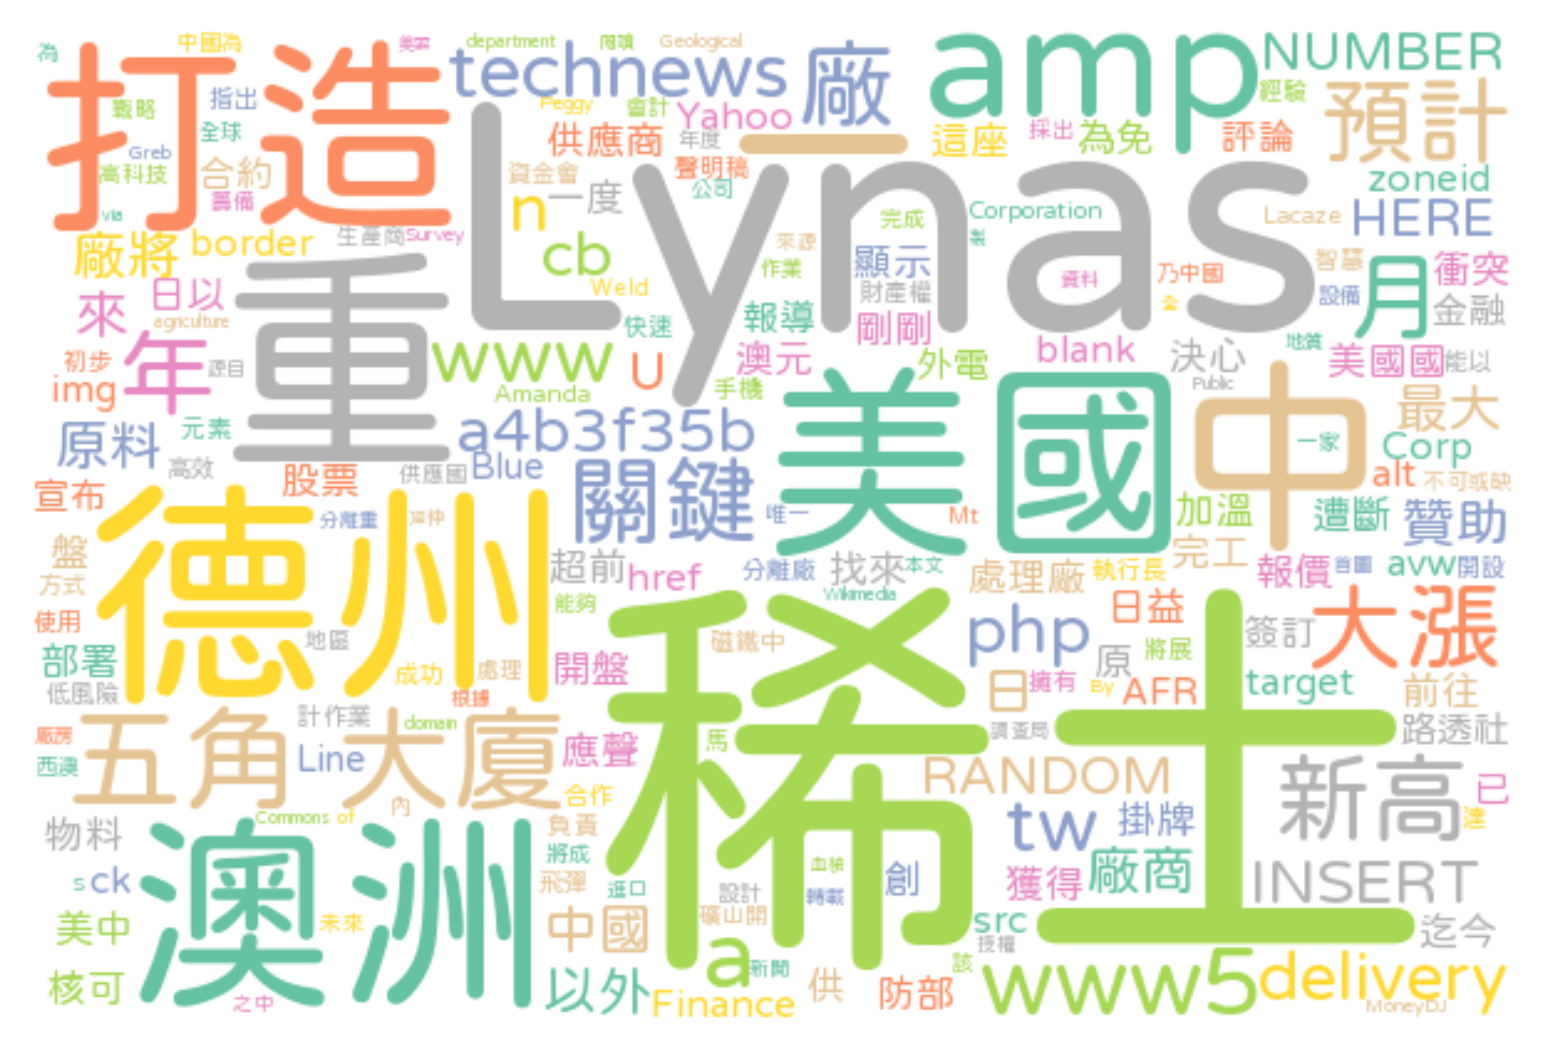 為 中國為 美眾 department Geological
打造 technews 廠 amp NUMBER
戰略 指出 Peggy 會計 Yahoo 經驗 預計
全球 供應商 年度 一 這座 採出 為免 評論
Greb 高科技 合約 聲明稿 資金會 公司 zoneid
籌備 via n 一度 Lynas 完成 Corporation Lacaze HERE
廠將 border 生產商 Survey cb 來源 顯示 乃中國 智慧 月 衝突
來 日以 重 Weld 作業 財產權 資料 全 設備 金融
agriculture 快速 報導 剛剛 地質
初步 年 源目 www U 澳元 外電 blank 決心 美國國 能以
img Amanda 手機 美國 中 Public 最大
原料 元素 a4b3f35b 一家 Corp
高效 股票 供應國 Blue 關鍵 alt 不可或缺
宣布 德州 分離重 延伸 唯一 Mt 加溫 遭斷 贊助
盤 超前 href 分離廠 找來 本文 處理廠 執行長 完工 報價 首圖 avw 開設
方式 能夠 Wikimedia 日益 大漲
使用 地區 稀土 磁鐵中 php 原 將展 簽訂
部署 成功 處理 開盤 日 擁有 By AFR target 前往
低風險 根據
廠房 五角大廈 計作業 domain 應聲 馬 調查局 路透社
西澳 Line RANDOM 新高 已
內 合作 tw 掛牌 達
物料 澳洲 Commons of 負責
s ck 將成 飛彈 進口 設計 血檢 轉載 創 獲得 廠商 INSERT
美中 未來 中國 礦山開 src 授權 迄今
核可 之中 以外 Finance a 新聞 供 防部 該 www5 delivery
MoneyDJ